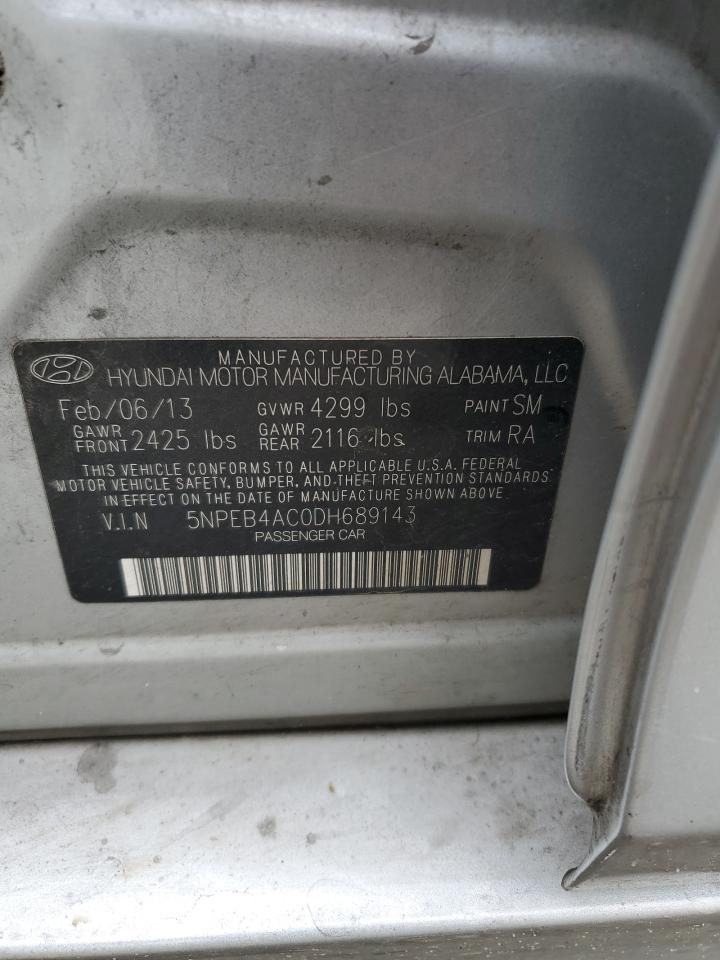 MANUFACTURED BY
HYUNDAI MOTOR MANUFACTURING ALABAMA, LLC
Feb/06/13 GVWR 4299 lbs PAINT SM
GAWR FRONT 2425 lbs GAWR REAR 2116 lbs TRIM RA
THIS VEHICLE CONFORMS TO ALL APPLICABLE U.S.A. FEDERAL
MOTOR VEHICLE SAFETY, BUMPER, AND THEFT PREVENTION STANDARDS
IN EFFECT ON THE DATE OF MANUFACTURE SHOWN ABOVE.
V.I.N 5NPEB4AC0DH689143
PASSENGER CAR